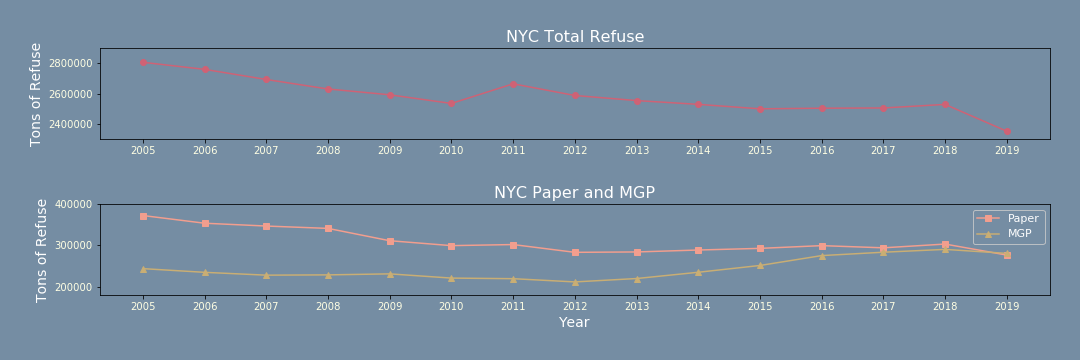 NYC Total Refuse
Tons of Refuse
2800000
2600000
2400000
2005 2006 2007 2008 2009 2010 2011 2012 2013 2014 2015 2016 2017 2018 2019
NYC Paper and MGP
Tons of Refuse
400000
300000
200000
Paper
MGP
2005 2006 2007 2008 2009 2010 2011 2012 2013 2014 2015 2016 2017 2018 2019
Year